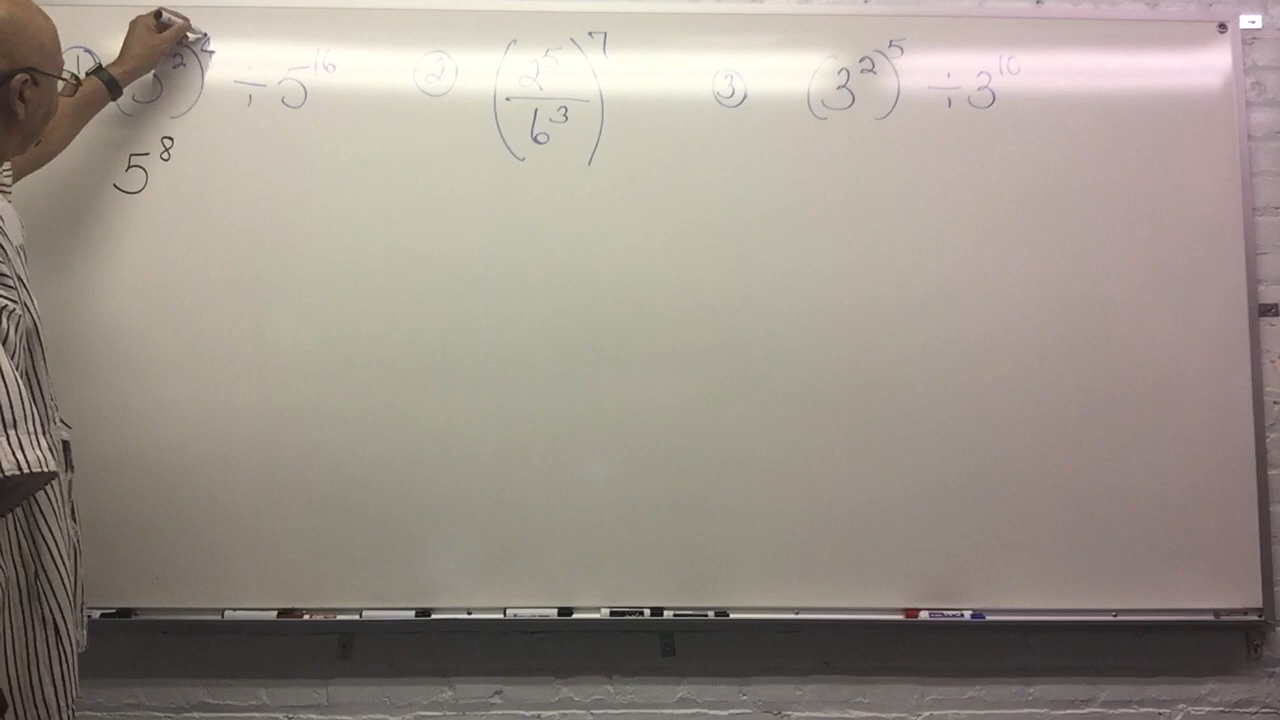 ① (5²)⁴ ÷ 5¹⁶ ② (2⁵/6³)⁷ ③ (3²)⁵ ÷ 3¹⁰
5⁸